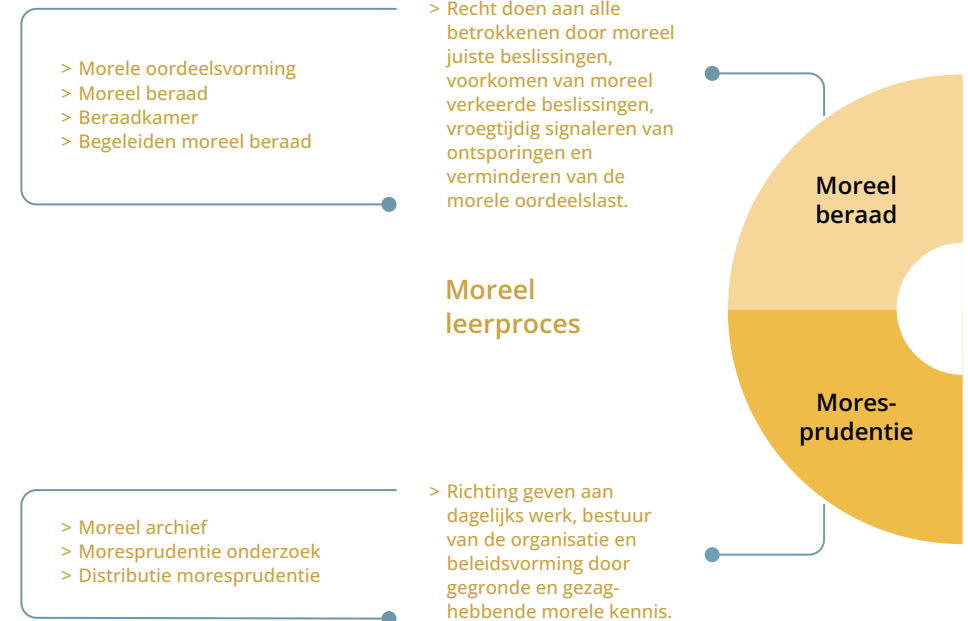 > Morele oordeelsvorming
> Moreel beraad
> Beraadkamer
> Begeleiden moreel beraad
> Recht doen aan alle
betrokkenen door moreel
juiste beslissingen,
voorkomen van moreel
verkeerde beslissingen,
vroegtijdig signaleren van
ontsporingen en
verminderen van de
morele oordeelslast.
Moreel
beraad
Moreel
leerproces
Mores-
prudentie
> Moreel archief
> Moresprudentie onderzoek
> Distributie moresprudentie
> Richting geven aan
dagelijks werk, bestuur
van de organisatie en
beleidsvorming door
gegronde en gezag-
hebbende morele kennis.